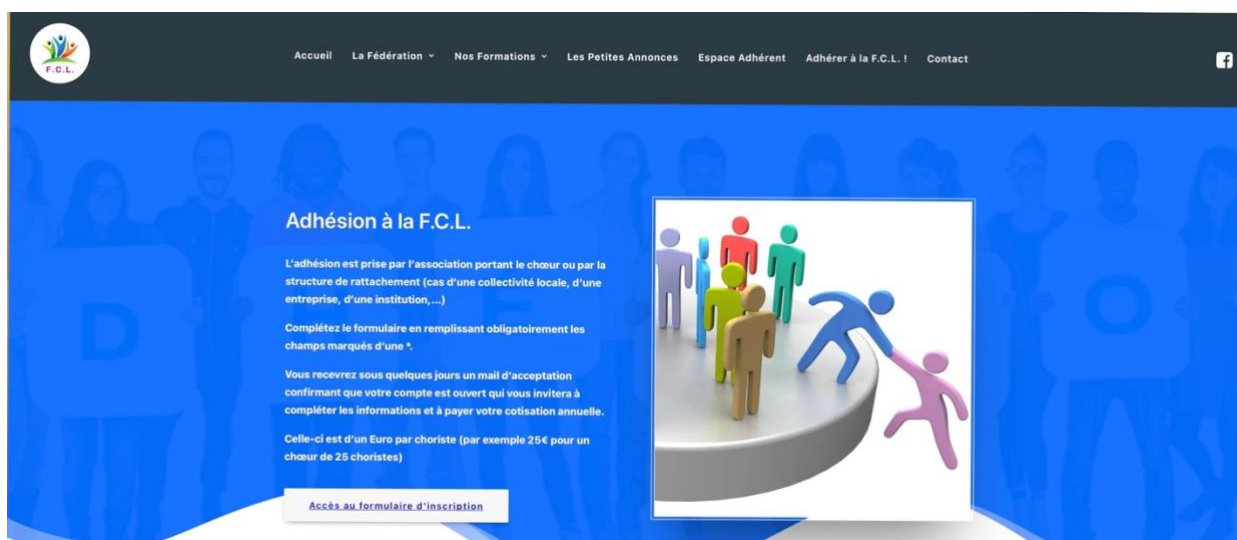 F.C.L.
Accueil La Fédération Nos Formations Les Petites Annonces Espace Adhérent Adhérer à la F.C.L. ! Contact
Adhésion à la F.C.L.
L'adhésion est prise par l'association portant le chœur ou par la
structure de rattachement (cas d'une collectivité locale, d'une
entreprise, d'une institution,...)
Complétez le formulaire en remplissant obligatoirement les
champs marqués d'une *.
Vous recevrez sous quelques jours un mail d'acceptation
confirmant que votre compte est ouvert qui vous invitera à
compléter les informations et à payer votre cotisation annuelle.
Celle-ci est d'un Euro par choriste (par exemple 25€ pour un
chœur de 25 choristes)
Accès au formulaire d'inscription
D
O